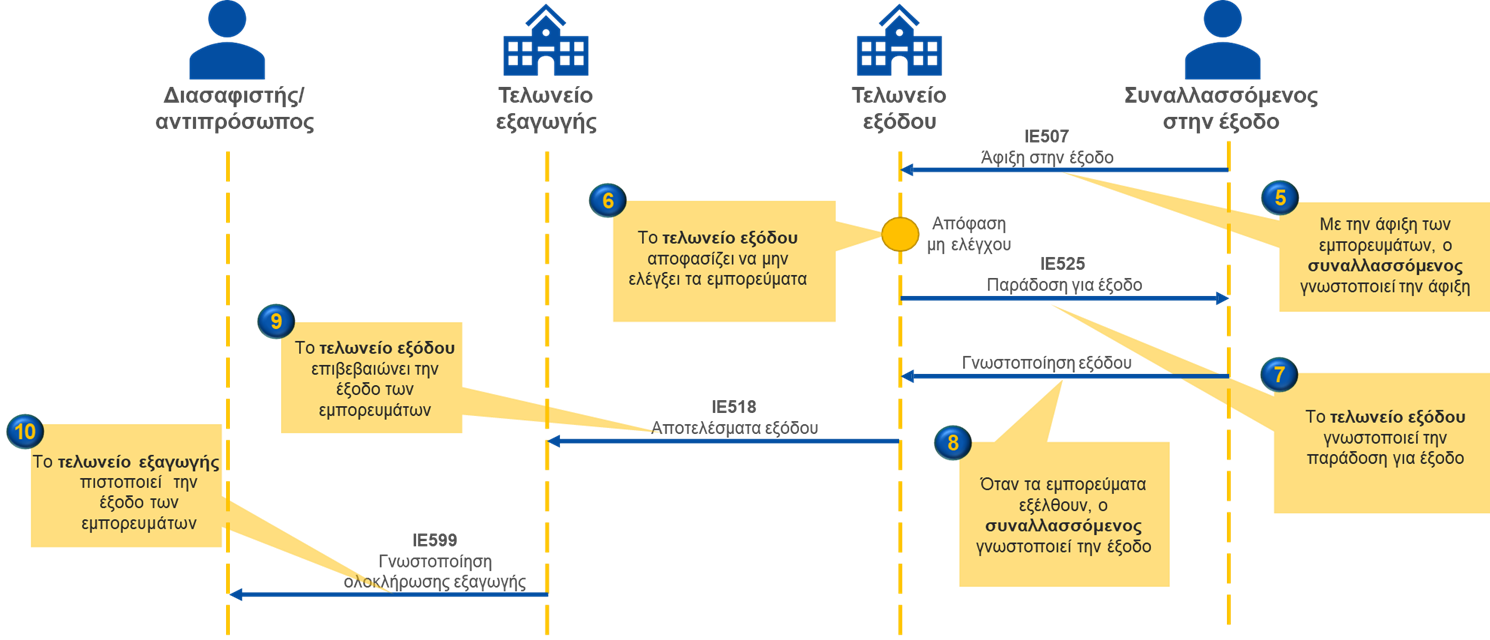 Διασαφιστής/
αντιπρόσωπος
Τελωνείο
εξαγωγής
Τελωνείο
εξόδου
Συναλλασσόμενος
στην έξοδο
IE507
Άφιξη στην έξοδο
5
Με την άφιξη των
εμπορευμάτων, ο
συναλλασσόμενος
γνωστοποιεί την άφιξη
6
Το τελωνείο εξόδου
αποφασίζει να μην
ελέγξει τα εμπορεύματα
Απόφαση
μη ελέγχου
IE525
Παράδοση για έξοδο
7
Το τελωνείο εξόδου
γνωστοποιεί την
παράδοση για έξοδο
Γνωστοποίηση εξόδου
8
Όταν τα εμπορεύματα
εξέλθουν, ο
συναλλασσόμενος
γνωστοποιεί την έξοδο
9
Το τελωνείο εξόδου
επιβεβαιώνει την
έξοδο των
εμπορευμάτων
IE518
Αποτελέσματα εξόδου
10
Το τελωνείο εξαγωγής
πιστοποιεί την
έξοδο των
εμπορευμάτων
IE599
Γνωστοποίηση
ολοκλήρωσης εξαγωγής